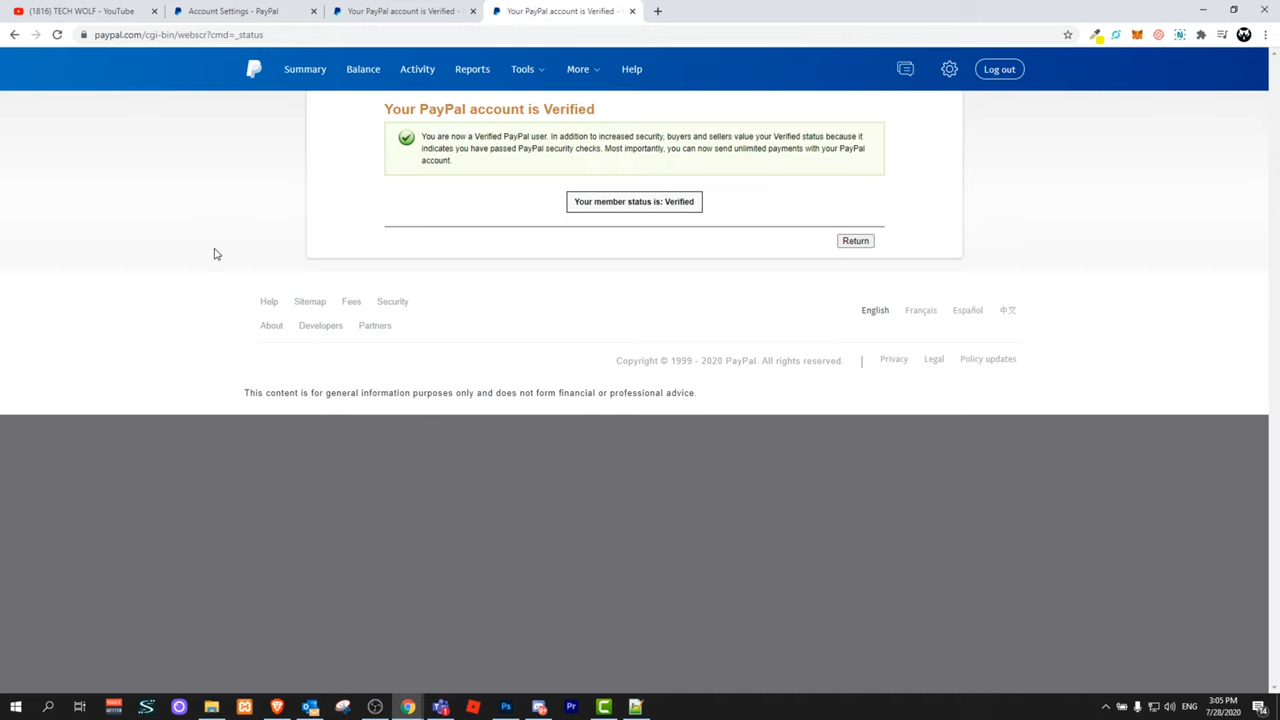 (1816) TECH WOLF - YouTube
Account Settings - PayPal
Your PayPal account is Verified -
Your PayPal account is Verified -
paypal.com/cgi-bin/webscr?cmd=_status
Summary
Balance
Activity
Reports
Tools
More
Help
Log out
Your PayPal account is Verified
You are now a Verified PayPal user. In addition to increased security, buyers and sellers value your Verified status because it
indicates you have passed PayPal security checks. Most importantly, you can now send unlimited payments with your PayPal
account.
Your member status is: Verified
Return
Help Sitemap Fees Security
English Français Español 中文
About Developers Partners
Copyright © 1999 - 2020 PayPal. All rights reserved. | Privacy Legal Policy updates
This content is for general information purposes only and does not form financial or professional advice.
ENG
3:05 PM
7/28/2020
14